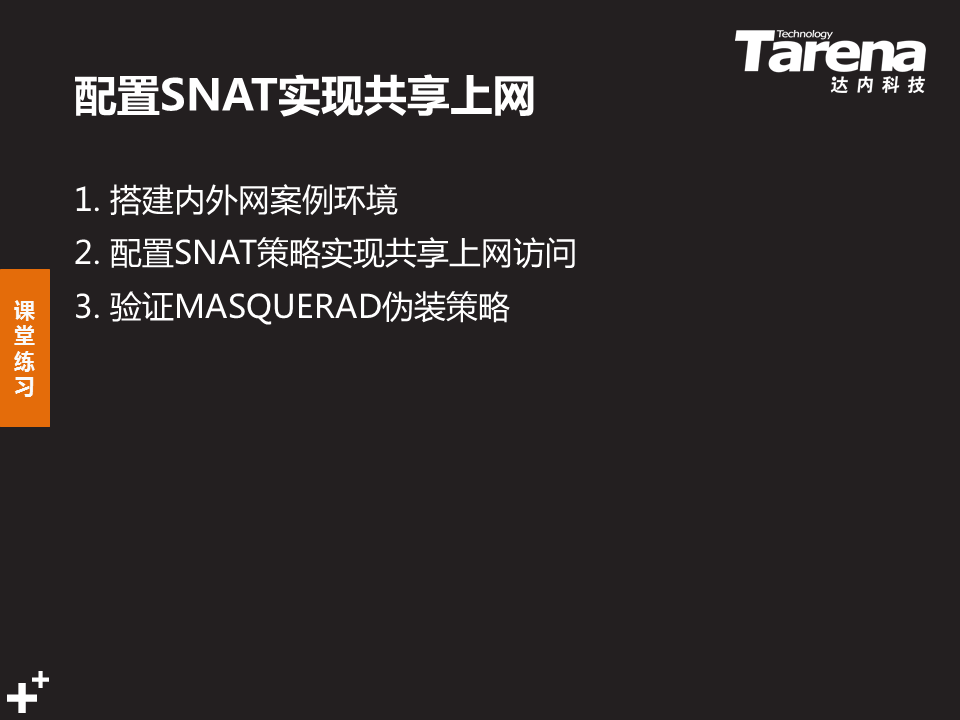 Technology
Tarena
达内科技
配置SNAT实现共享上网
1. 搭建内外网案例环境
2. 配置SNAT策略实现共享上网访问
3. 验证MASQUERAD伪装策略
课
堂
练
习